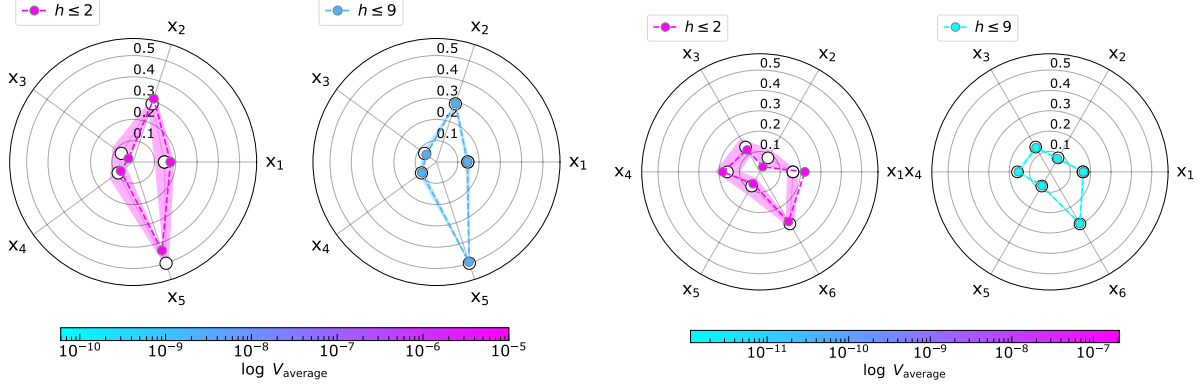 h ≤ 2
x₂
0.5
0.4
0.3
0.2
0.1
x₃
x₁
x₄
x₅
h ≤ 9
x₂
0.5
0.4
0.3
0.2
0.1
x₃
x₁
x₄
x₅
10⁻¹⁰ 10⁻⁹ 10⁻⁸ 10⁻⁷ 10⁻⁶ 10⁻⁵
log V_average
h ≤ 2
x₃ x₂
0.5
0.4
0.3
0.2
0.1
x₄ x₁
x₅ x₆
h ≤ 9
x₃ x₂
0.5
0.4
0.3
0.2
0.1
x₄ x₁
x₅ x₆
10⁻¹¹ 10⁻¹⁰ 10⁻⁹ 10⁻⁸ 10⁻⁷
log V_average